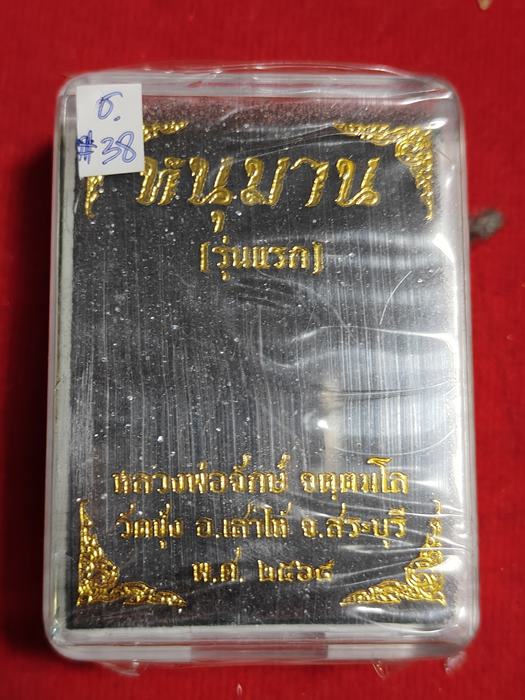 ธ.
#38
หนุมาน
(รุ่นแรก)
หลวงพ่อจักษ์ จตฺตมโล
วัดชุ้ง อ.เสาไห้ จ.สระบุรี
พ.ศ. ๒๕๖๔